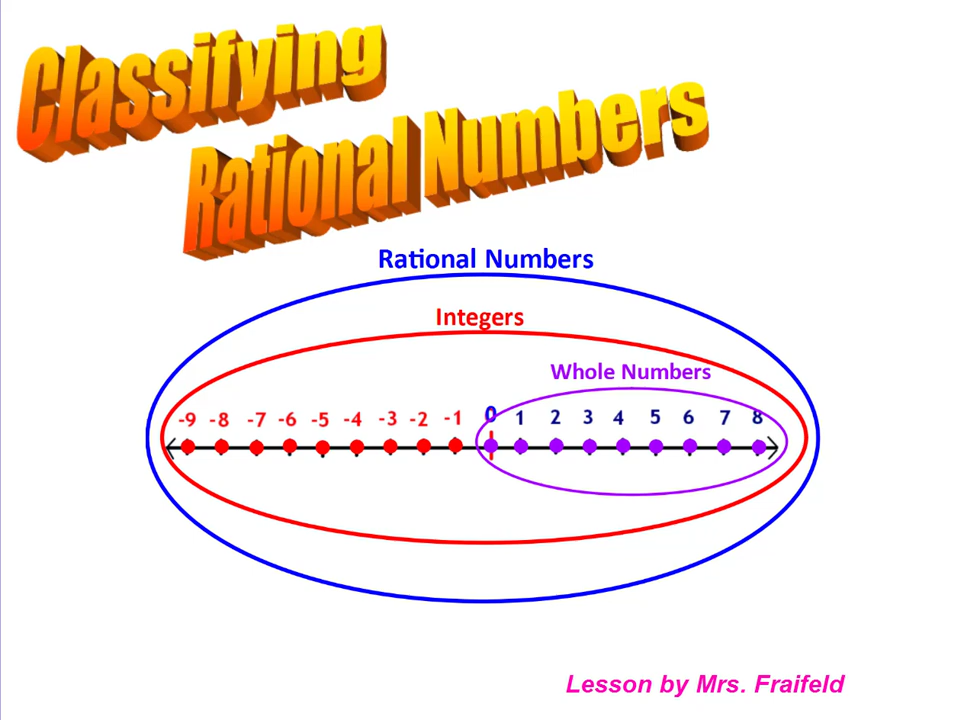 Classifying
Rational Numbers
Rational Numbers
Integers
Whole Numbers
-9 -8 -7 -6 -5 -4 -3 -2 -1 0 1 2 3 4 5 6 7 8
Lesson by Mrs. Fraifeld